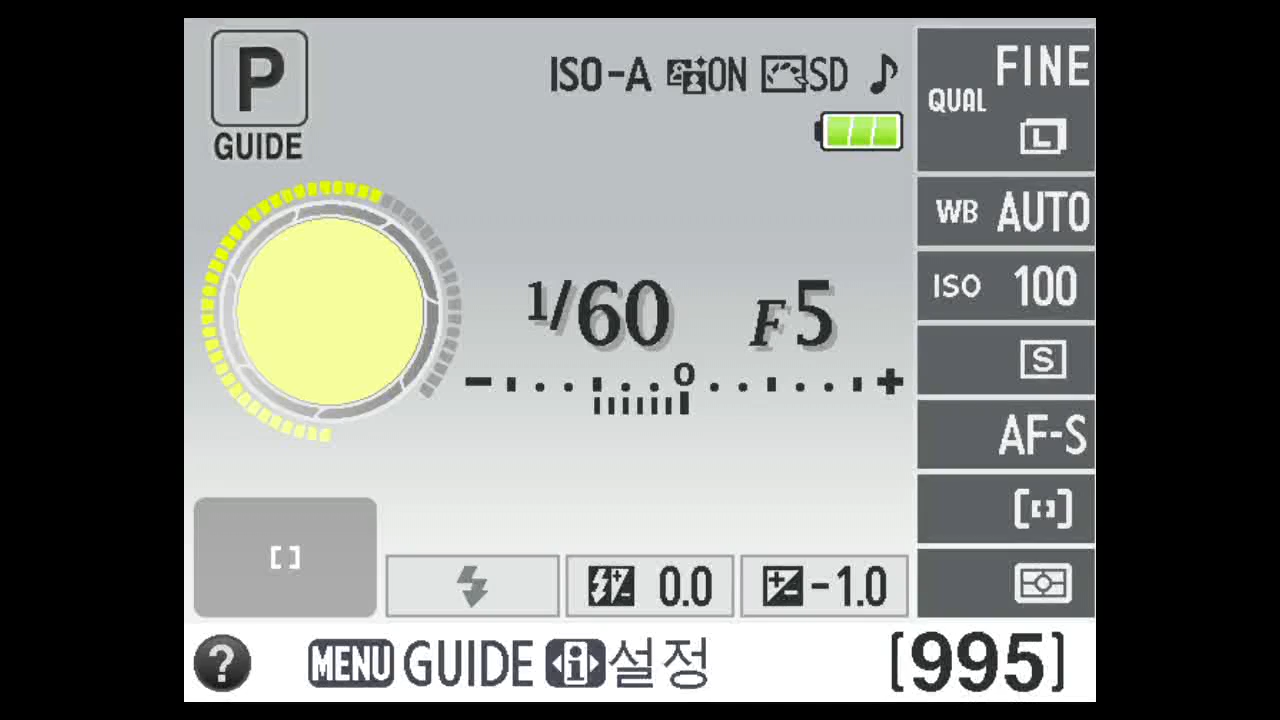 P
GUIDE
ISO-A ON SD
QUAL FINE
L
WB AUTO
ISO 100
S
AF-S
1/60 F5
- 0 +
0.0
-1.0
? MENU GUIDE i 설정 [995]